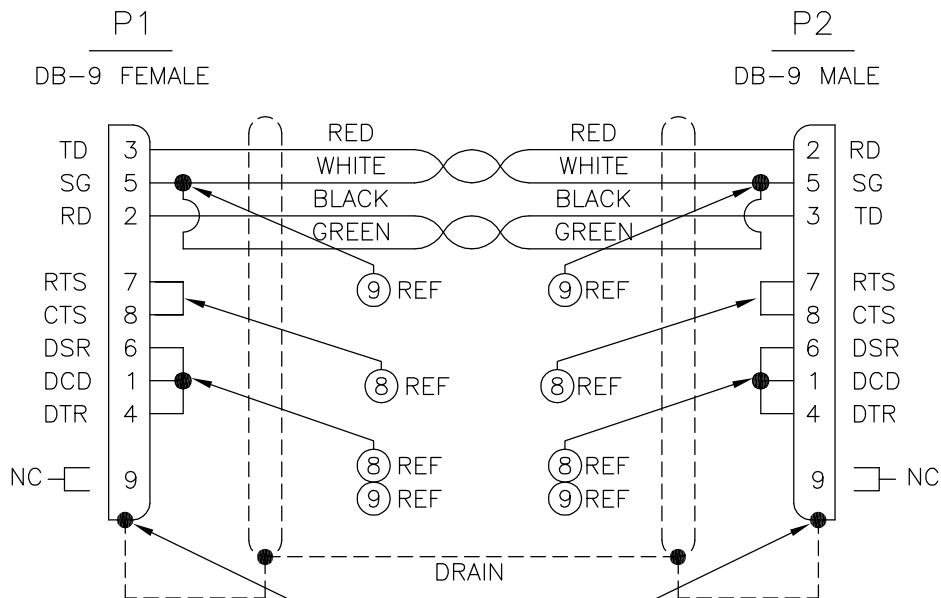 P1
P2
DB-9 FEMALE
DB-9 MALE
RED
RED
TD 3
2 RD
WHITE
WHITE
SG 5
5 SG
BLACK
BLACK
RD 2
3 TD
GREEN
GREEN
9 REF
9 REF
RTS 7
7 RTS
CTS 8
8 CTS
DSR 6
6 DSR
DCD 1
8 REF
8 REF
1 DCD
DTR 4
4 DTR
8 REF
8 REF
NC 9
9 REF
9 REF
9 NC
DRAIN